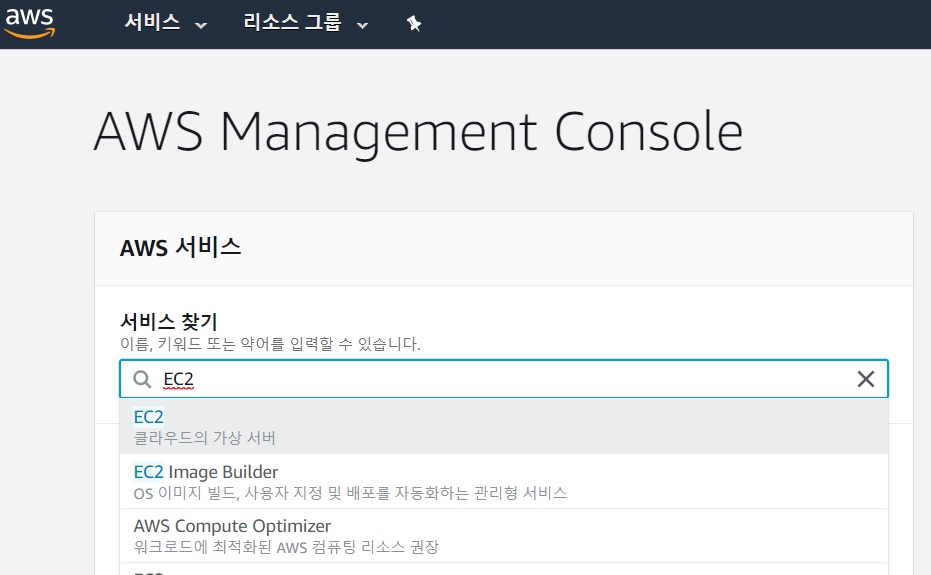 aws 서비스 리소스 그룹
AWS Management Console
AWS 서비스
서비스 찾기
이름, 키워드 또는 약어를 입력할 수 있습니다.
EC2
EC2
클라우드의 가상 서버
EC2 Image Builder
OS 이미지 빌드, 사용자 지정 및 배포를 자동화하는 관리형 서비스
AWS Compute Optimizer
워크로드에 최적화된 AWS 컴퓨팅 리소스 권장